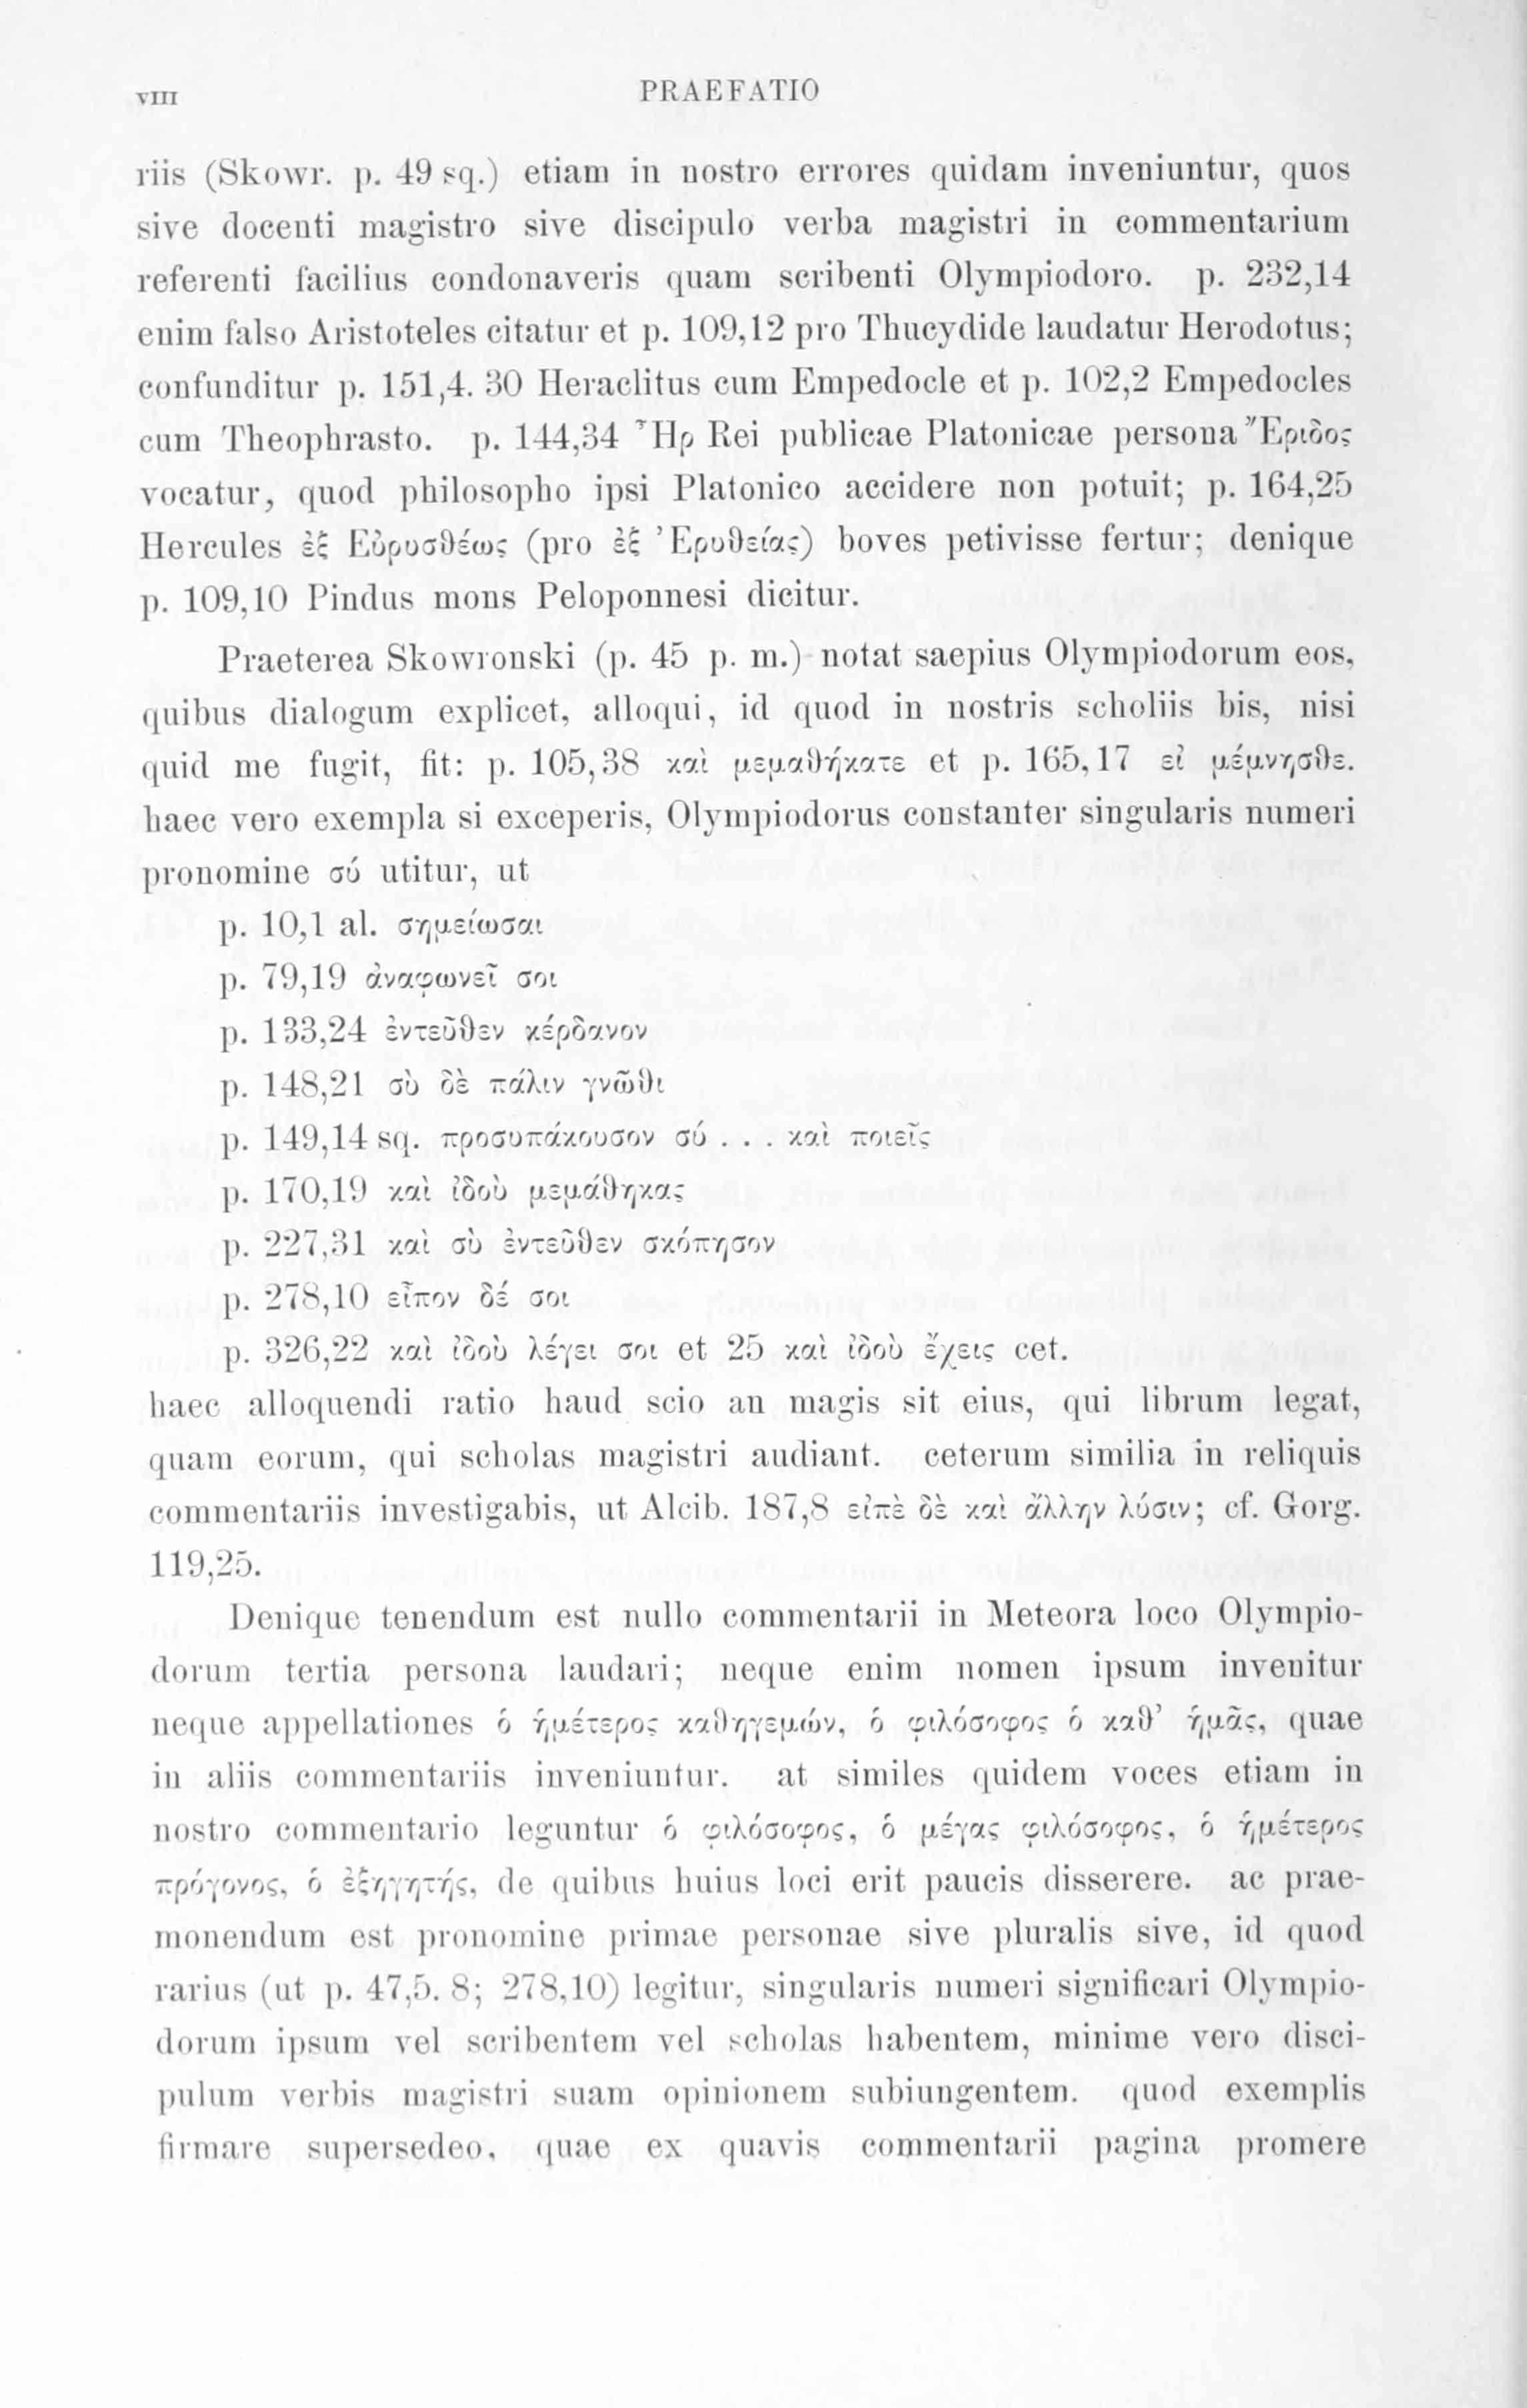 VIII PRAEFATIO
riis (Skowr. p. 49 sq.) etiam in nostro errores quidam inveniuntur, quos
sive docenti magistro sive discipulo verba magistri in commentarium
referenti facilius condonaveris quam scribenti Olympiodoro. p. 232,14
enim falso Aristoteles citatur et p. 109,12 pro Thucydide laudatur Herodotus;
confunditur p. 151,4. 30 Heraclitus cum Empedocle et p. 102,2 Empedocles
cum Theophrasto. p. 144,34 Ἦρ Rei publicae Platonicae persona Ἔριδος
vocatur, quod philosopho ipsi Platonico accidere non potuit; p. 164,25
Hercules ἐξ Εὐρυσθέως (pro ἐξ Ἐρυθείας) boves petivisse fertur; denique
p. 109,10 Pindus mons Peloponnesi dicitur.
Praeterea Skowronski (p. 45 p. m.) notat saepius Olympiodorum eos,
quibus dialogum explicet, alloqui, id quod in nostris scholiis bis, nisi
quid me fugit, fit: p. 105,38 καὶ μεμαθήκατε et p. 165,17 εἰ μέμνησθε.
haec vero exempla si exceperis, Olympiodorus constanter singularis numeri
pronomine σύ utitur, ut
p. 10,1 al. σημείωσαι
p. 79,19 ἀναφωνεῖ σοι
p. 133,24 ἐντεῦθεν κέρδανον
p. 148,21 σὺ δὲ πάλιν γνῶθι
p. 149,14 sq. προσυπάκουσον σύ . . . καὶ ποιεῖς
p. 170,19 καὶ ἰδοὺ μεμάθηκας
p. 227,31 καὶ σὺ ἐντεῦθεν σκόπησον
p. 278,10 εἶπον δέ σοι
p. 326,22 καὶ ἰδοὺ λέγει σοι et 25 καὶ ἰδοὺ ἔχεις cet.
haec alloquendi ratio haud scio an magis sit eius, qui librum legat,
quam eorum, qui scholas magistri audiant. ceterum similia in reliquis
commentariis investigabis, ut Alcib. 187,8 εἰπὲ δὲ καὶ ἄλλην λύσιν; cf. Gorg.
119,25.
Denique tenendum est nullo commentarii in Meteora loco Olympio-
dorum tertia persona laudari; neque enim nomen ipsum invenitur
neque appellationes ὁ ἡμέτερος καθηγεμών, ὁ φιλόσοφος ὁ καθ’ ἡμᾶς, quae
in aliis commentariis inveniuntur. at similes quidem voces etiam in
nostro commentario leguntur ὁ φιλόσοφος, ὁ μέγας φιλόσοφος, ὁ ἡμέτερος
πρόγονος, ὁ ἐξηγητής, de quibus huius loci erit paucis disserere. ac prae-
monendum est pronomine primae personae sive pluralis sive, id quod
rarius (ut p. 47,5. 8; 278,10) legitur, singularis numeri significari Olympio-
dorum ipsum vel scribentem vel scholas habentem, minime vero disci-
pulum verbis magistri suam opinionem subiungentem. quod exemplis
firmare supersedeo, quae ex quavis commentarii pagina promere